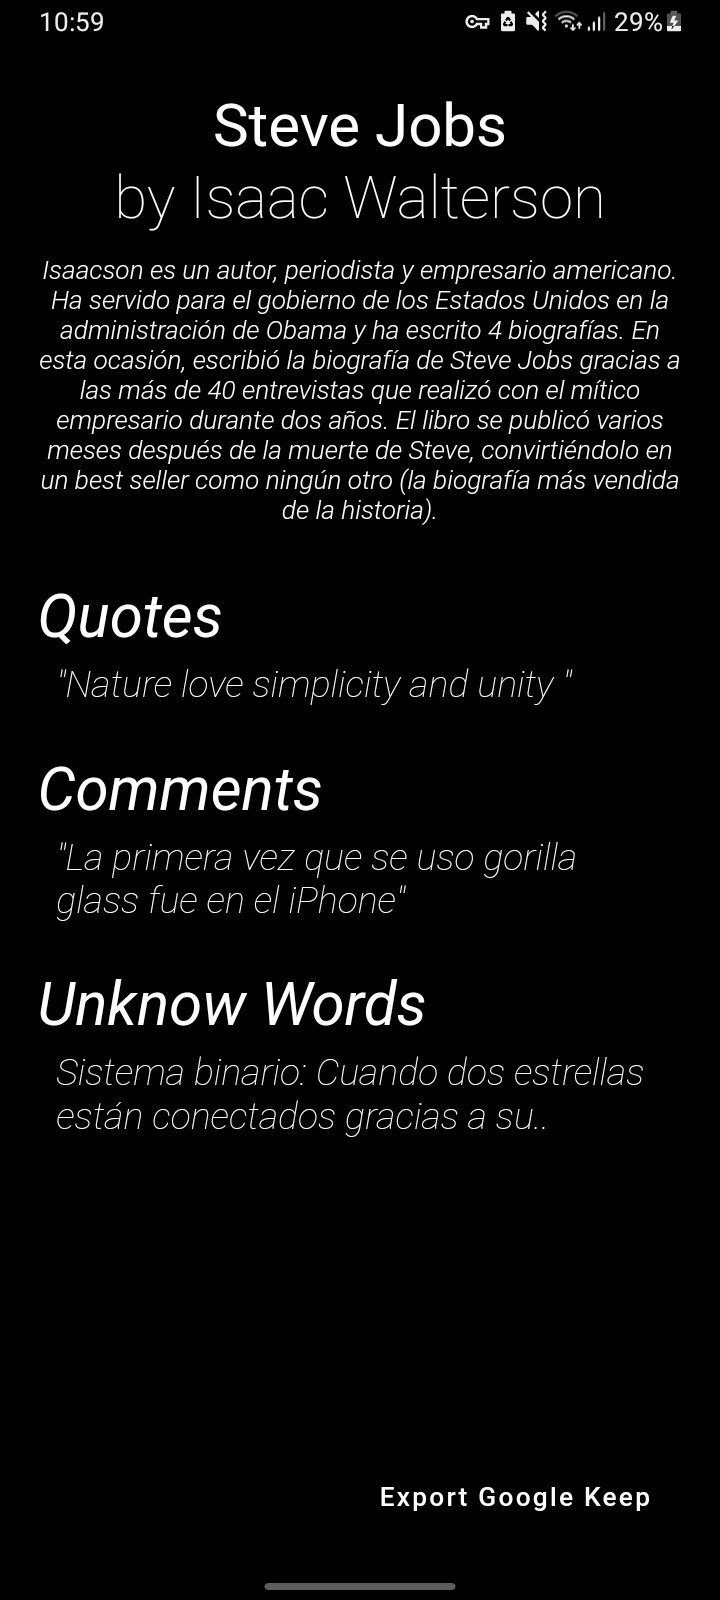 10:59
29%
Steve Jobs
by Isaac Walterson
Isaacson es un autor, periodista y empresario americano.
Ha servido para el gobierno de los Estados Unidos en la
administración de Obama y ha escrito 4 biografías. En
esta ocasión, escribió la biografía de Steve Jobs gracias a
las más de 40 entrevistas que realizó con el mítico
empresario durante dos años. El libro se publicó varios
meses después de la muerte de Steve, convirtiéndolo en
un best seller como ningún otro (la biografía más vendida
de la historia).
Quotes
"Nature love simplicity and unity "
Comments
"La primera vez que se uso gorilla
glass fue en el iPhone"
Unknow Words
Sistema binario: Cuando dos estrellas
están conectados gracias a su..
Export Google Keep